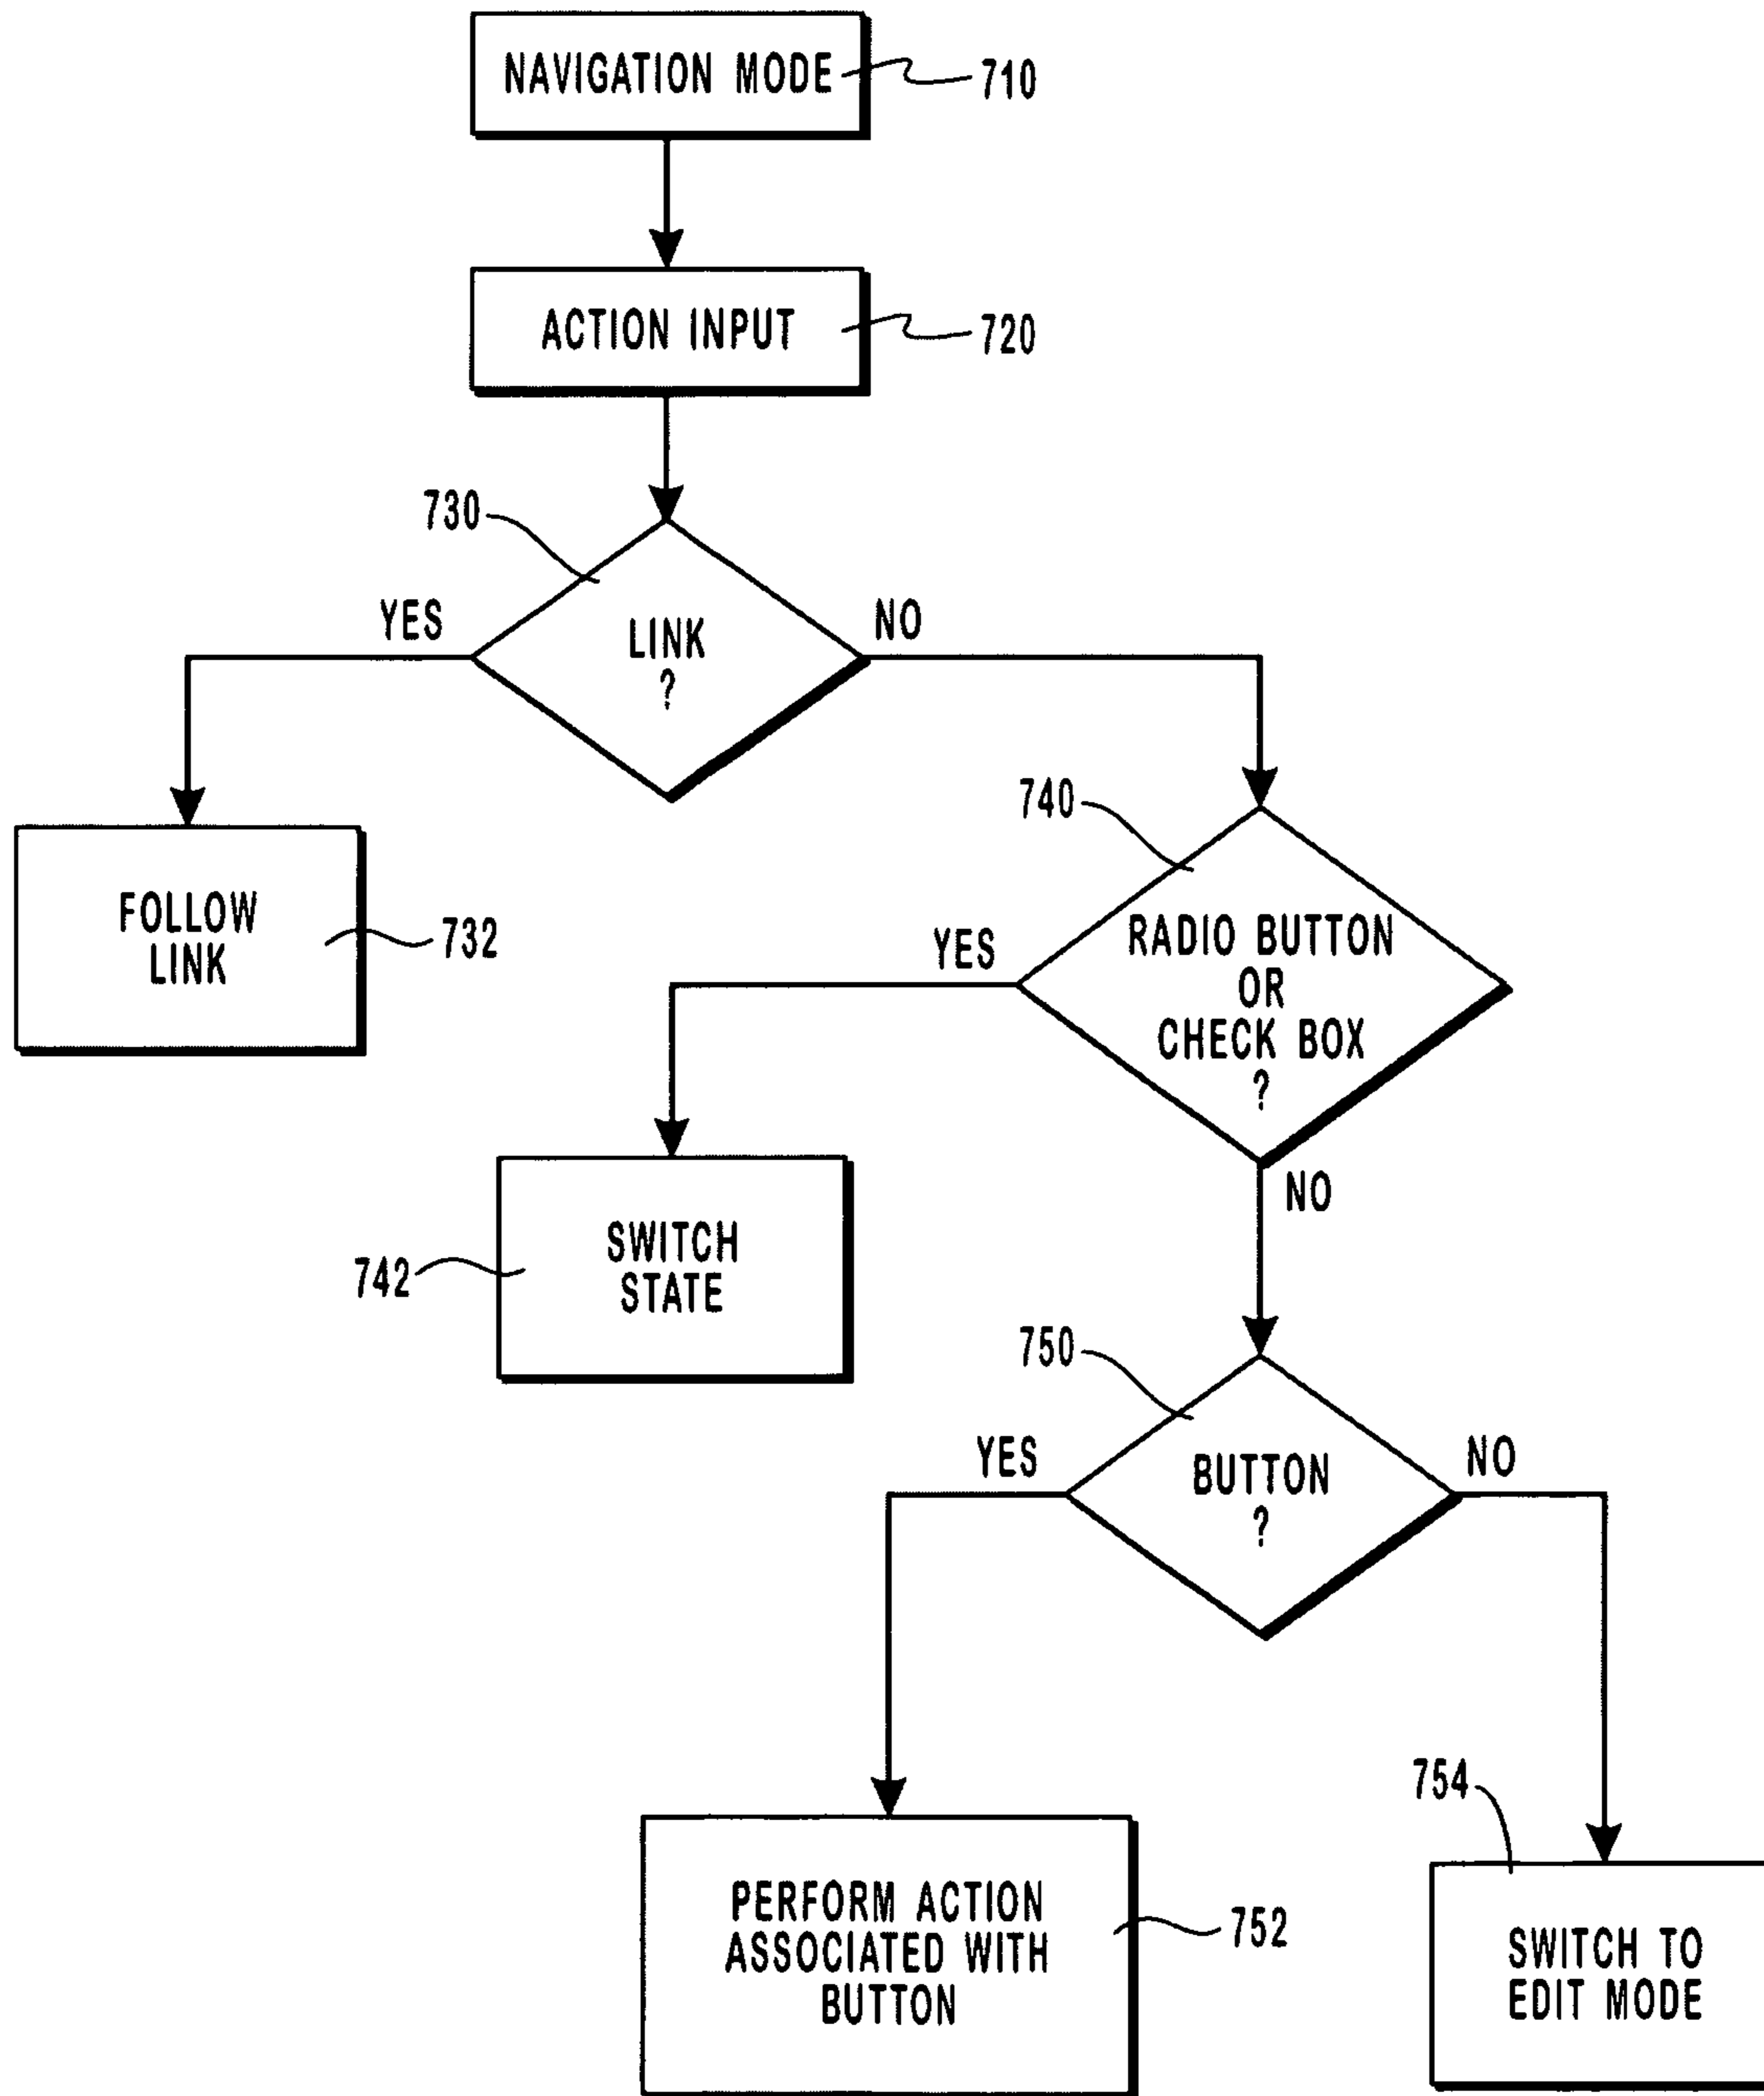 NAVIGATION MODE
710
ACTION INPUT
720
730
YES
NO
LINK
?
FOLLOW
LINK
732
740
YES
RADIO BUTTON
OR
CHECK BOX
?
NO
SWITCH
STATE
742
750
YES
NO
BUTTON
?
754
PERFORM ACTION
ASSOCIATED WITH
BUTTON
752
SWITCH TO
EDIT MODE